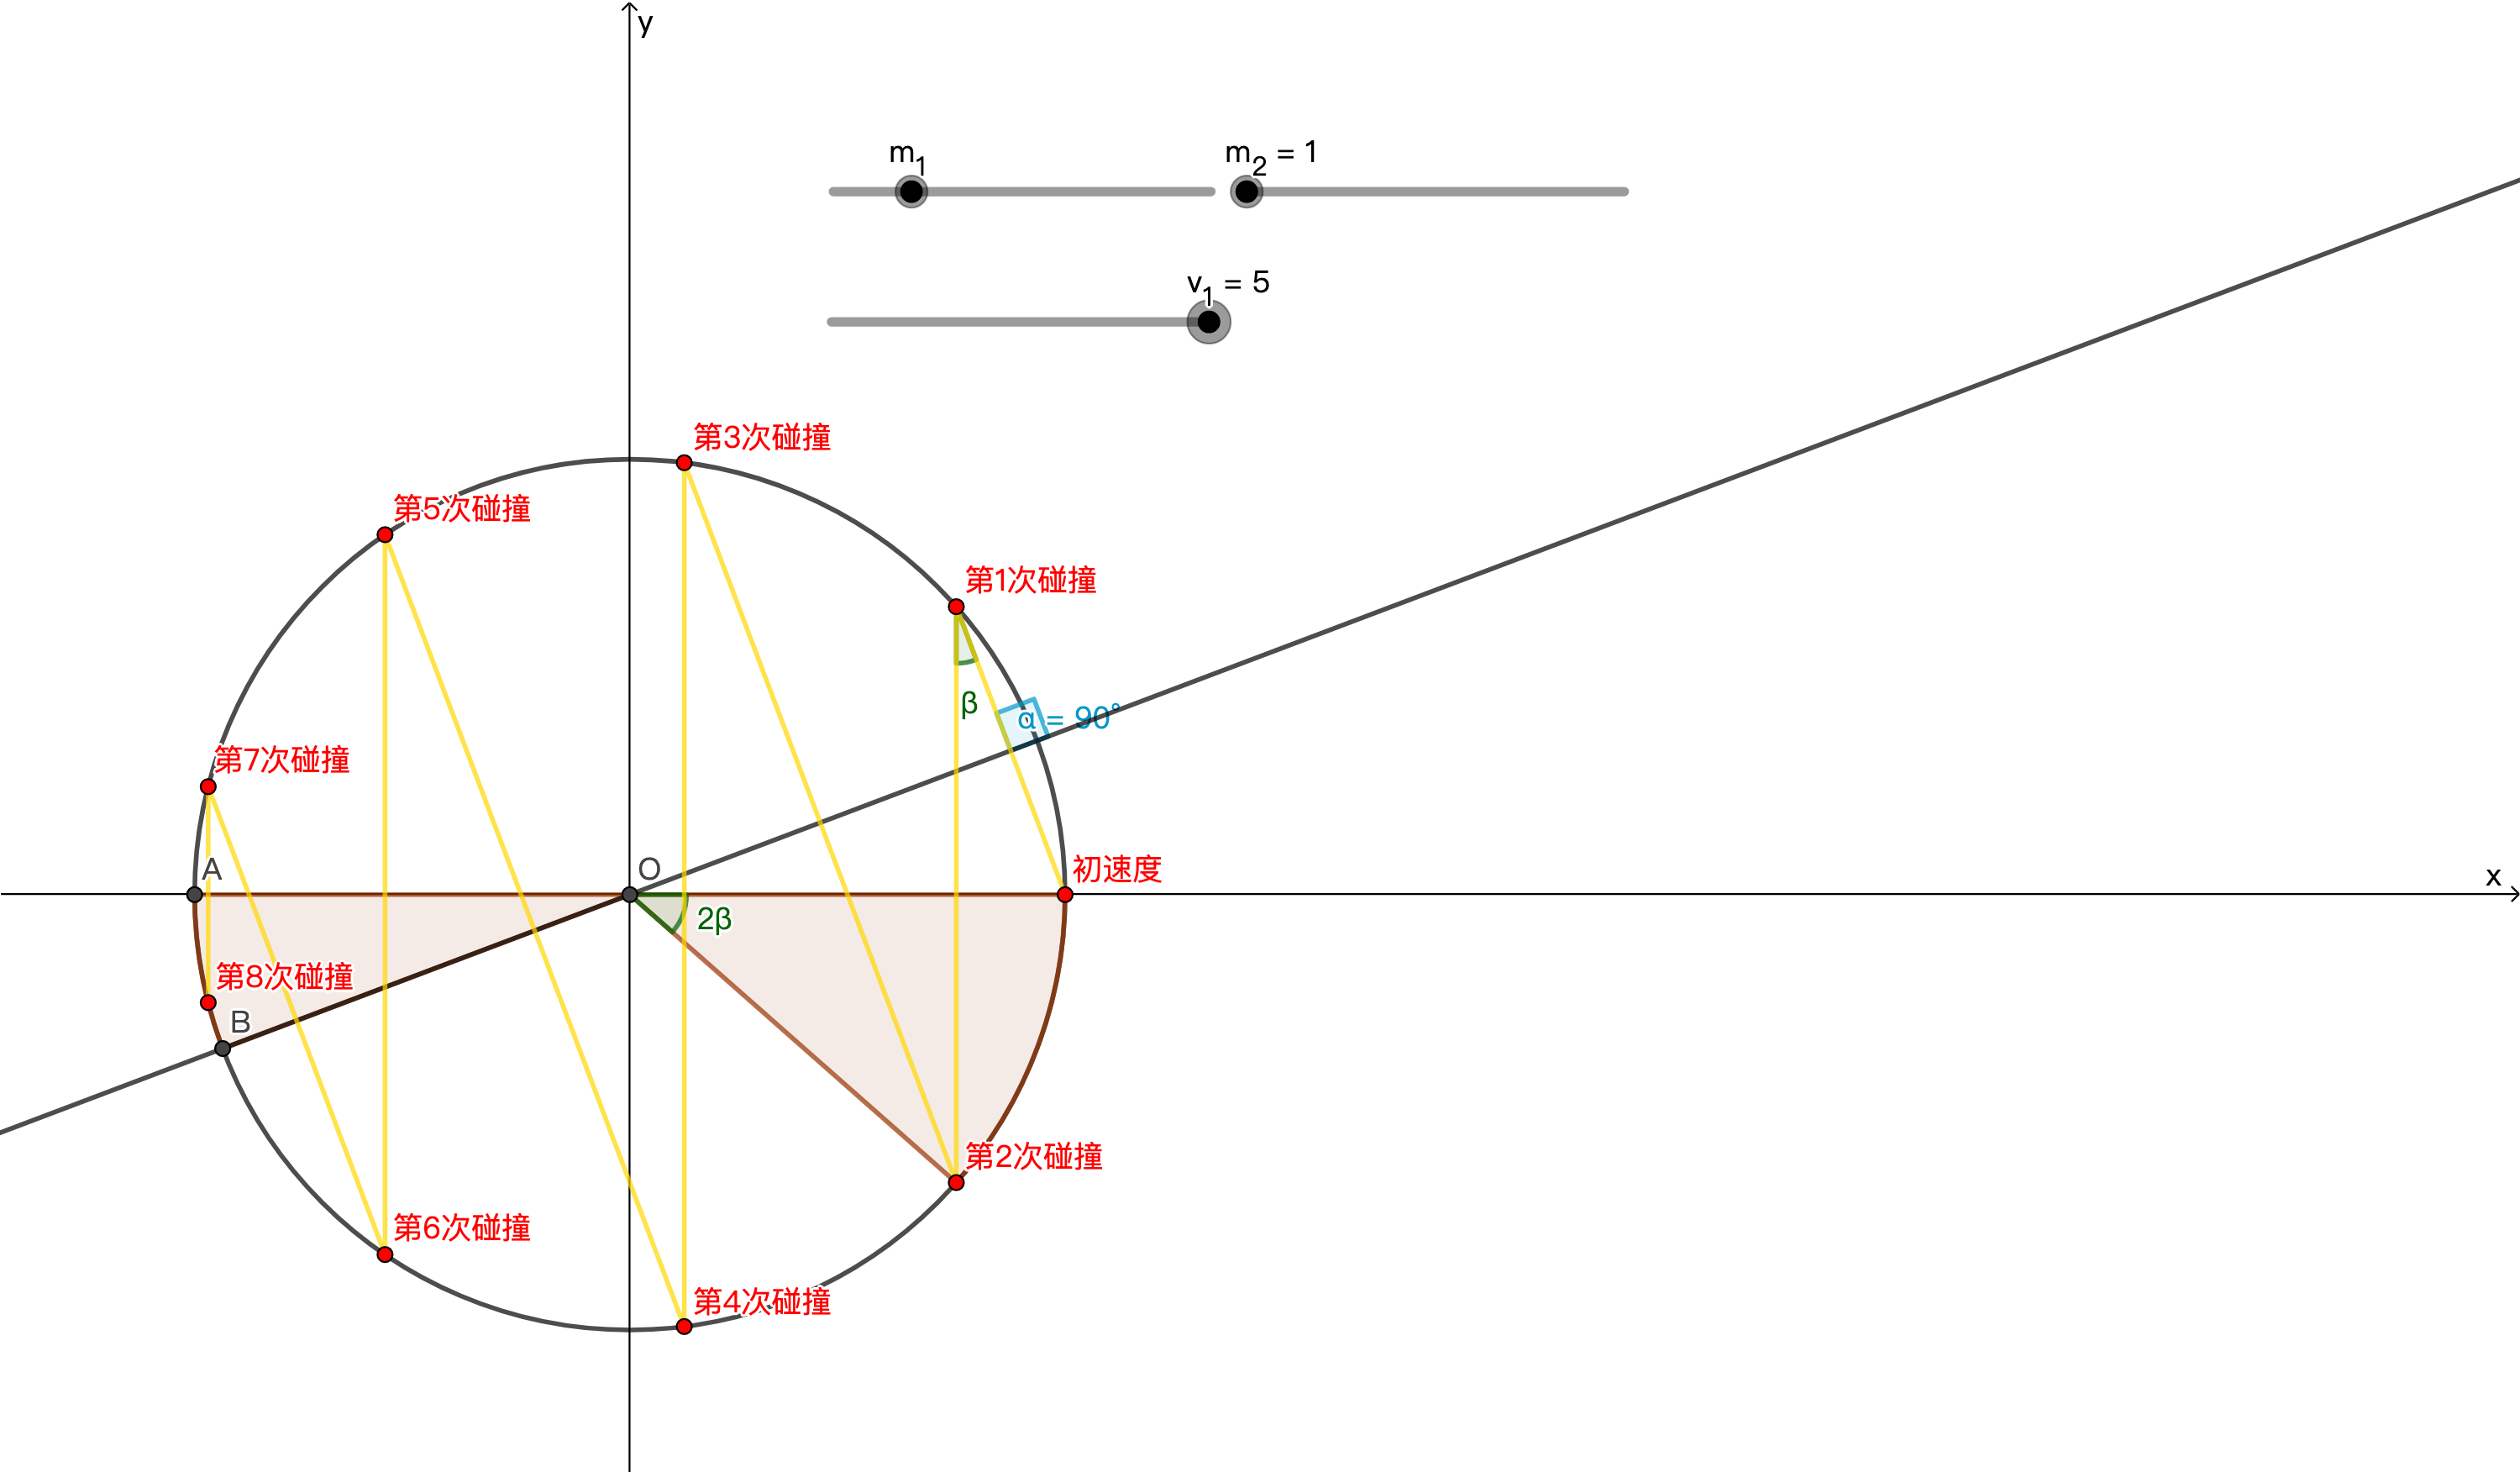 y
m₁
m₂ = 1
v₁ = 5
第3次碰撞
第5次碰撞
第1次碰撞
β
α = 90°
第7次碰撞
A
O
初速度
x
2β
第8次碰撞
B
第2次碰撞
第6次碰撞
第4次碰撞